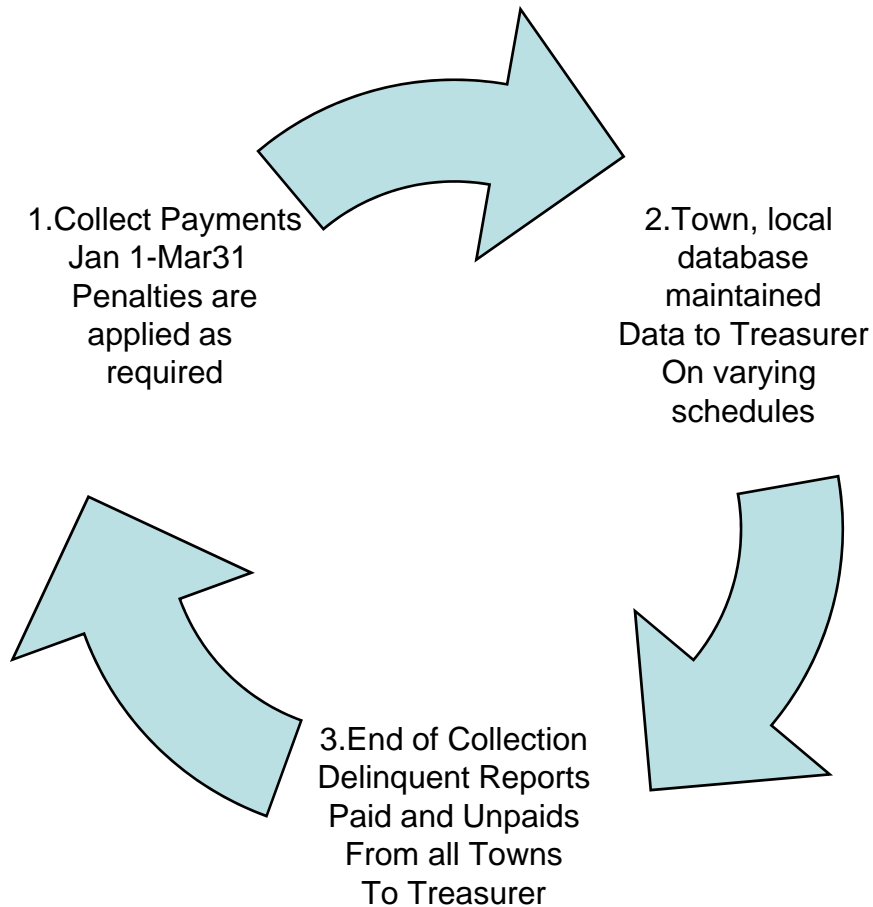 1.Collect Payments
Jan 1-Mar31
Penalties are
applied as
required
2.Town, local
database
maintained
Data to Treasurer
On varying
schedules
3.End of Collection
Delinquent Reports
Paid and Unpaids
From all Towns
To Treasurer